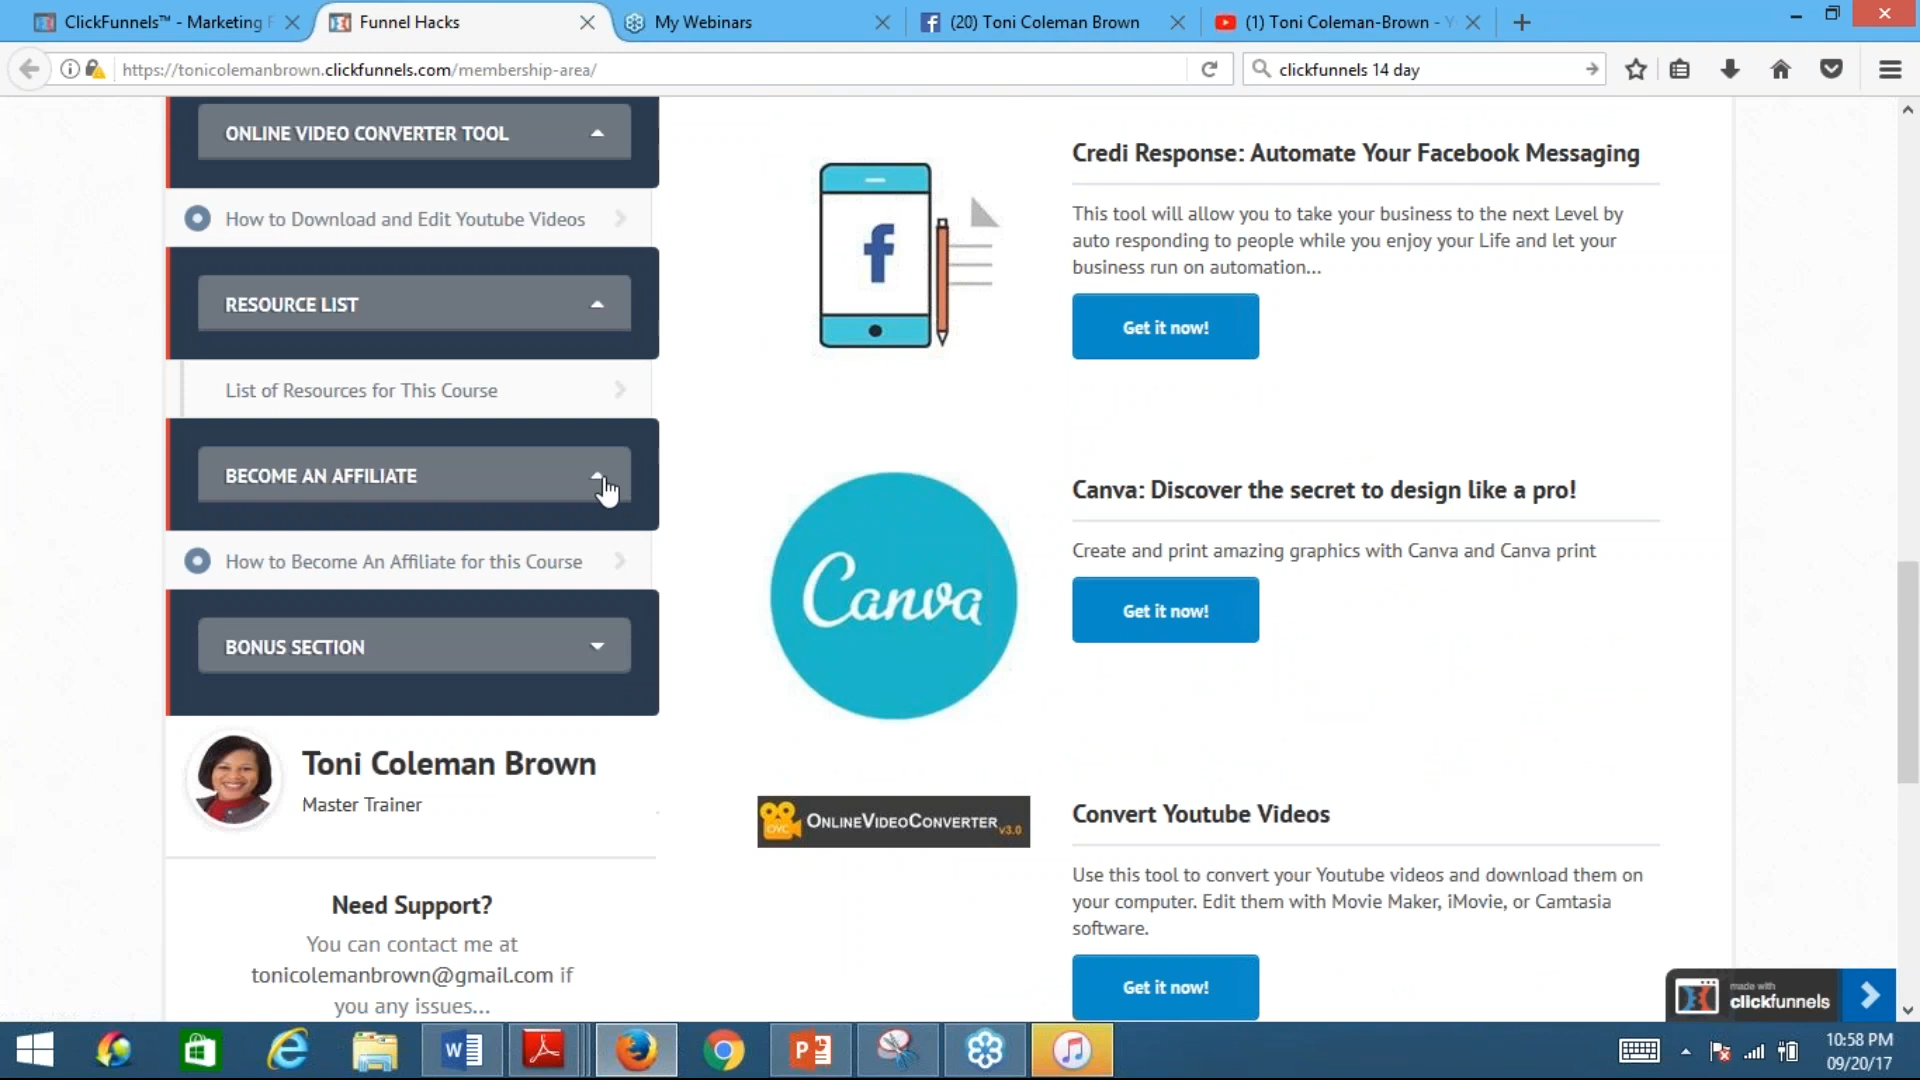 ClickFunnels™ - Marketing F
Funnel Hacks
My Webinars
(20) Toni Coleman Brown
(1) Toni Coleman-Brown - Y
https://tonicolemanbrown.clickfunnels.com/membership-area/
clickfunnels 14 day
ONLINE VIDEO CONVERTER TOOL
How to Download and Edit Youtube Videos
RESOURCE LIST
List of Resources for This Course
BECOME AN AFFILIATE
How to Become An Affiliate for this Course
BONUS SECTION
Toni Coleman Brown
Master Trainer
Need Support?
You can contact me at
tonicolemanbrown@gmail.com if
you any issues...
Credi Response: Automate Your Facebook Messaging
This tool will allow you to take your business to the next Level by
auto responding to people while you enjoy your Life and let your
business run on automation...
Get it now!
Canva
Canva: Discover the secret to design like a pro!
Create and print amazing graphics with Canva and Canva print
Get it now!
OVC
ONLINEVIDEOCONVERTER v3.0
Convert Youtube Videos
Use this tool to convert your Youtube videos and download them on
your computer. Edit them with Movie Maker, iMovie, or Camtasia
software.
Get it now!
made with
clickfunnels
10:58 PM
09/20/17